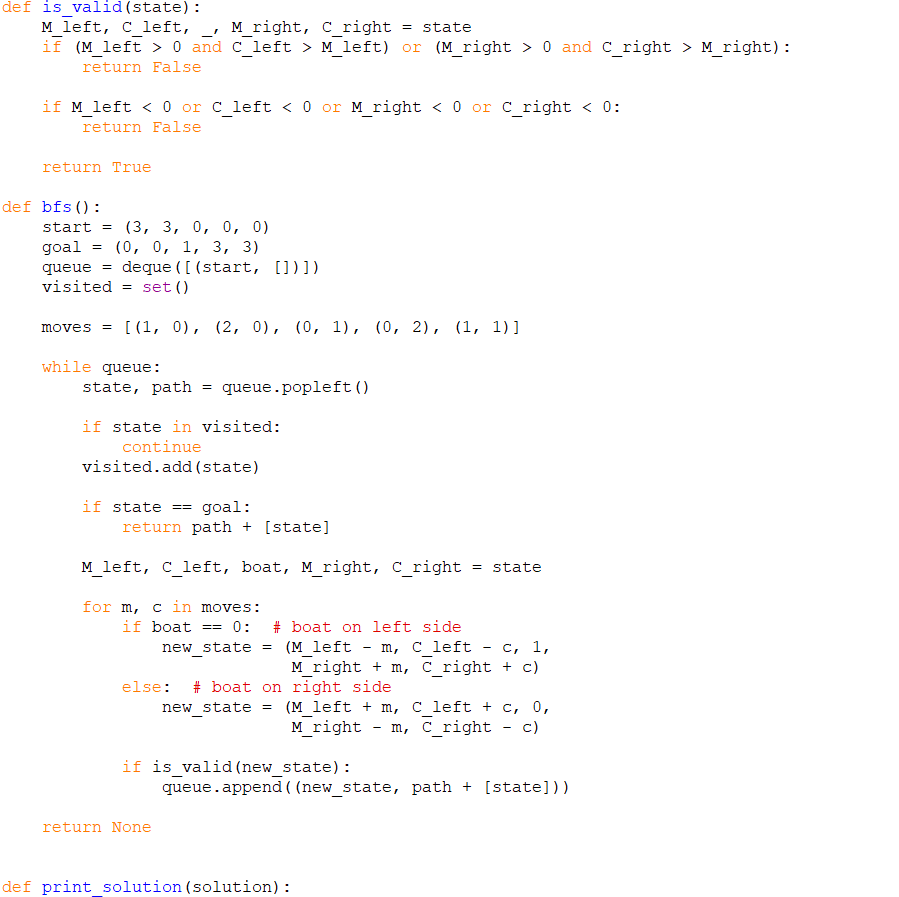 def is_valid(state):
    M_left, C_left, _, M_right, C_right = state
    if (M_left > 0 and C_left > M_left) or (M_right > 0 and C_right > M_right):
        return False

    if M_left < 0 or C_left < 0 or M_right < 0 or C_right < 0:
        return False

    return True

def bfs():
    start = (3, 3, 0, 0, 0)
    goal = (0, 0, 1, 3, 3)
    queue = deque([(start, [])])
    visited = set()

    moves = [(1, 0), (2, 0), (0, 1), (0, 2), (1, 1)]

    while queue:
        state, path = queue.popleft()

        if state in visited:
            continue
        visited.add(state)

        if state == goal:
            return path + [state]

        M_left, C_left, boat, M_right, C_right = state

        for m, c in moves:
            if boat == 0:  # boat on left side
                new_state = (M_left - m, C_left - c, 1,
                             M_right + m, C_right + c)
            else:  # boat on right side
                new_state = (M_left + m, C_left + c, 0,
                             M_right - m, C_right - c)

            if is_valid(new_state):
                queue.append((new_state, path + [state]))

    return None


def print_solution(solution):